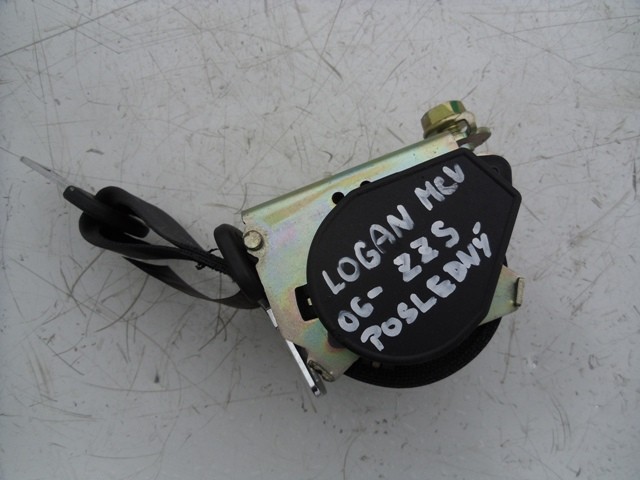 LOGAN MCV
06- ZZS
POSLEDNÝ